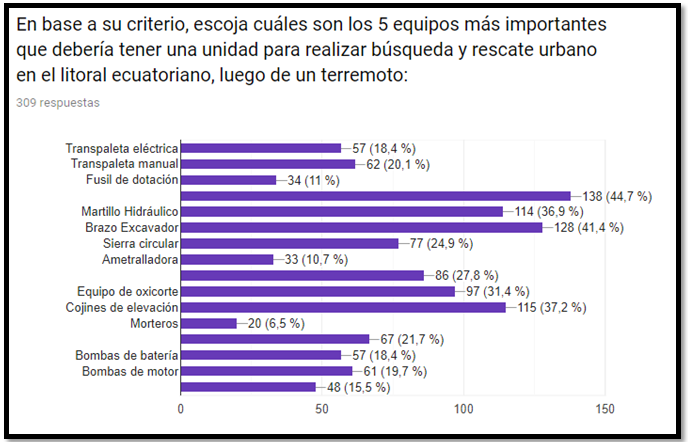 En base a su criterio, escoja cuáles son los 5 equipos más importantes
que debería tener una unidad para realizar búsqueda y rescate urbano
en el litoral ecuatoriano, luego de un terremoto:
309 respuestas
Transpaleta eléctrica 57 (18,4 %)
Transpaleta manual 62 (20,1 %)
Fusil de dotación 34 (11 %)
138 (44,7 %)
Martillo Hidráulico 114 (36,9 %)
Brazo Excavador 128 (41,4 %)
Sierra circular 77 (24,9 %)
Ametralladora 33 (10,7 %)
86 (27,8 %)
Equipo de oxicorte 97 (31,4 %)
Cojines de elevación 115 (37,2 %)
Morteros 20 (6,5 %)
67 (21,7 %)
Bombas de batería 57 (18,4 %)
Bombas de motor 61 (19,7 %)
48 (15,5 %)
0 50 100 150